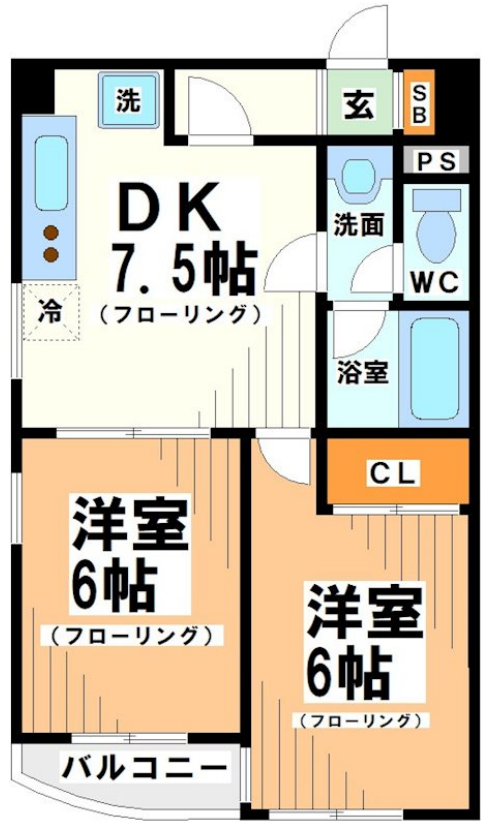 洗
玄
SB
PS
DK
7.5帖
(フローリング)
洗面
WC
冷
浴室
CL
洋室
6帖
(フローリング)
洋室
6帖
(フローリング)
バルコニー